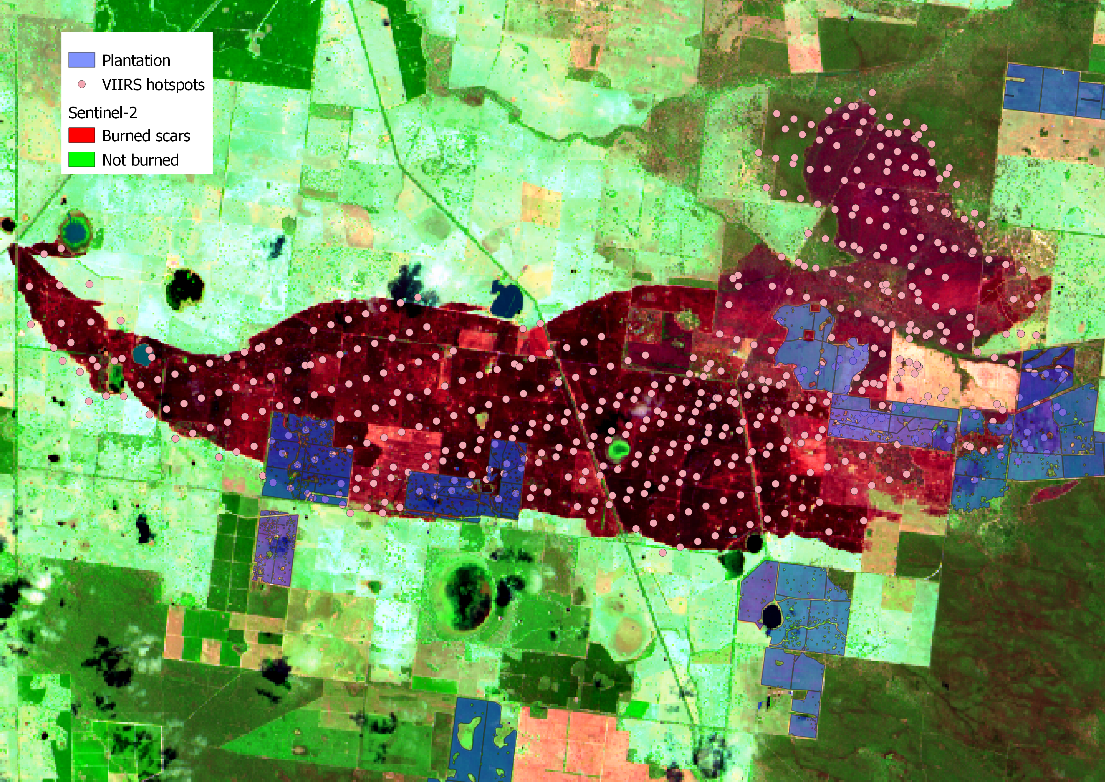 Plantation
VIIRS hotspots
Sentinel-2
Burned scars
Not burned